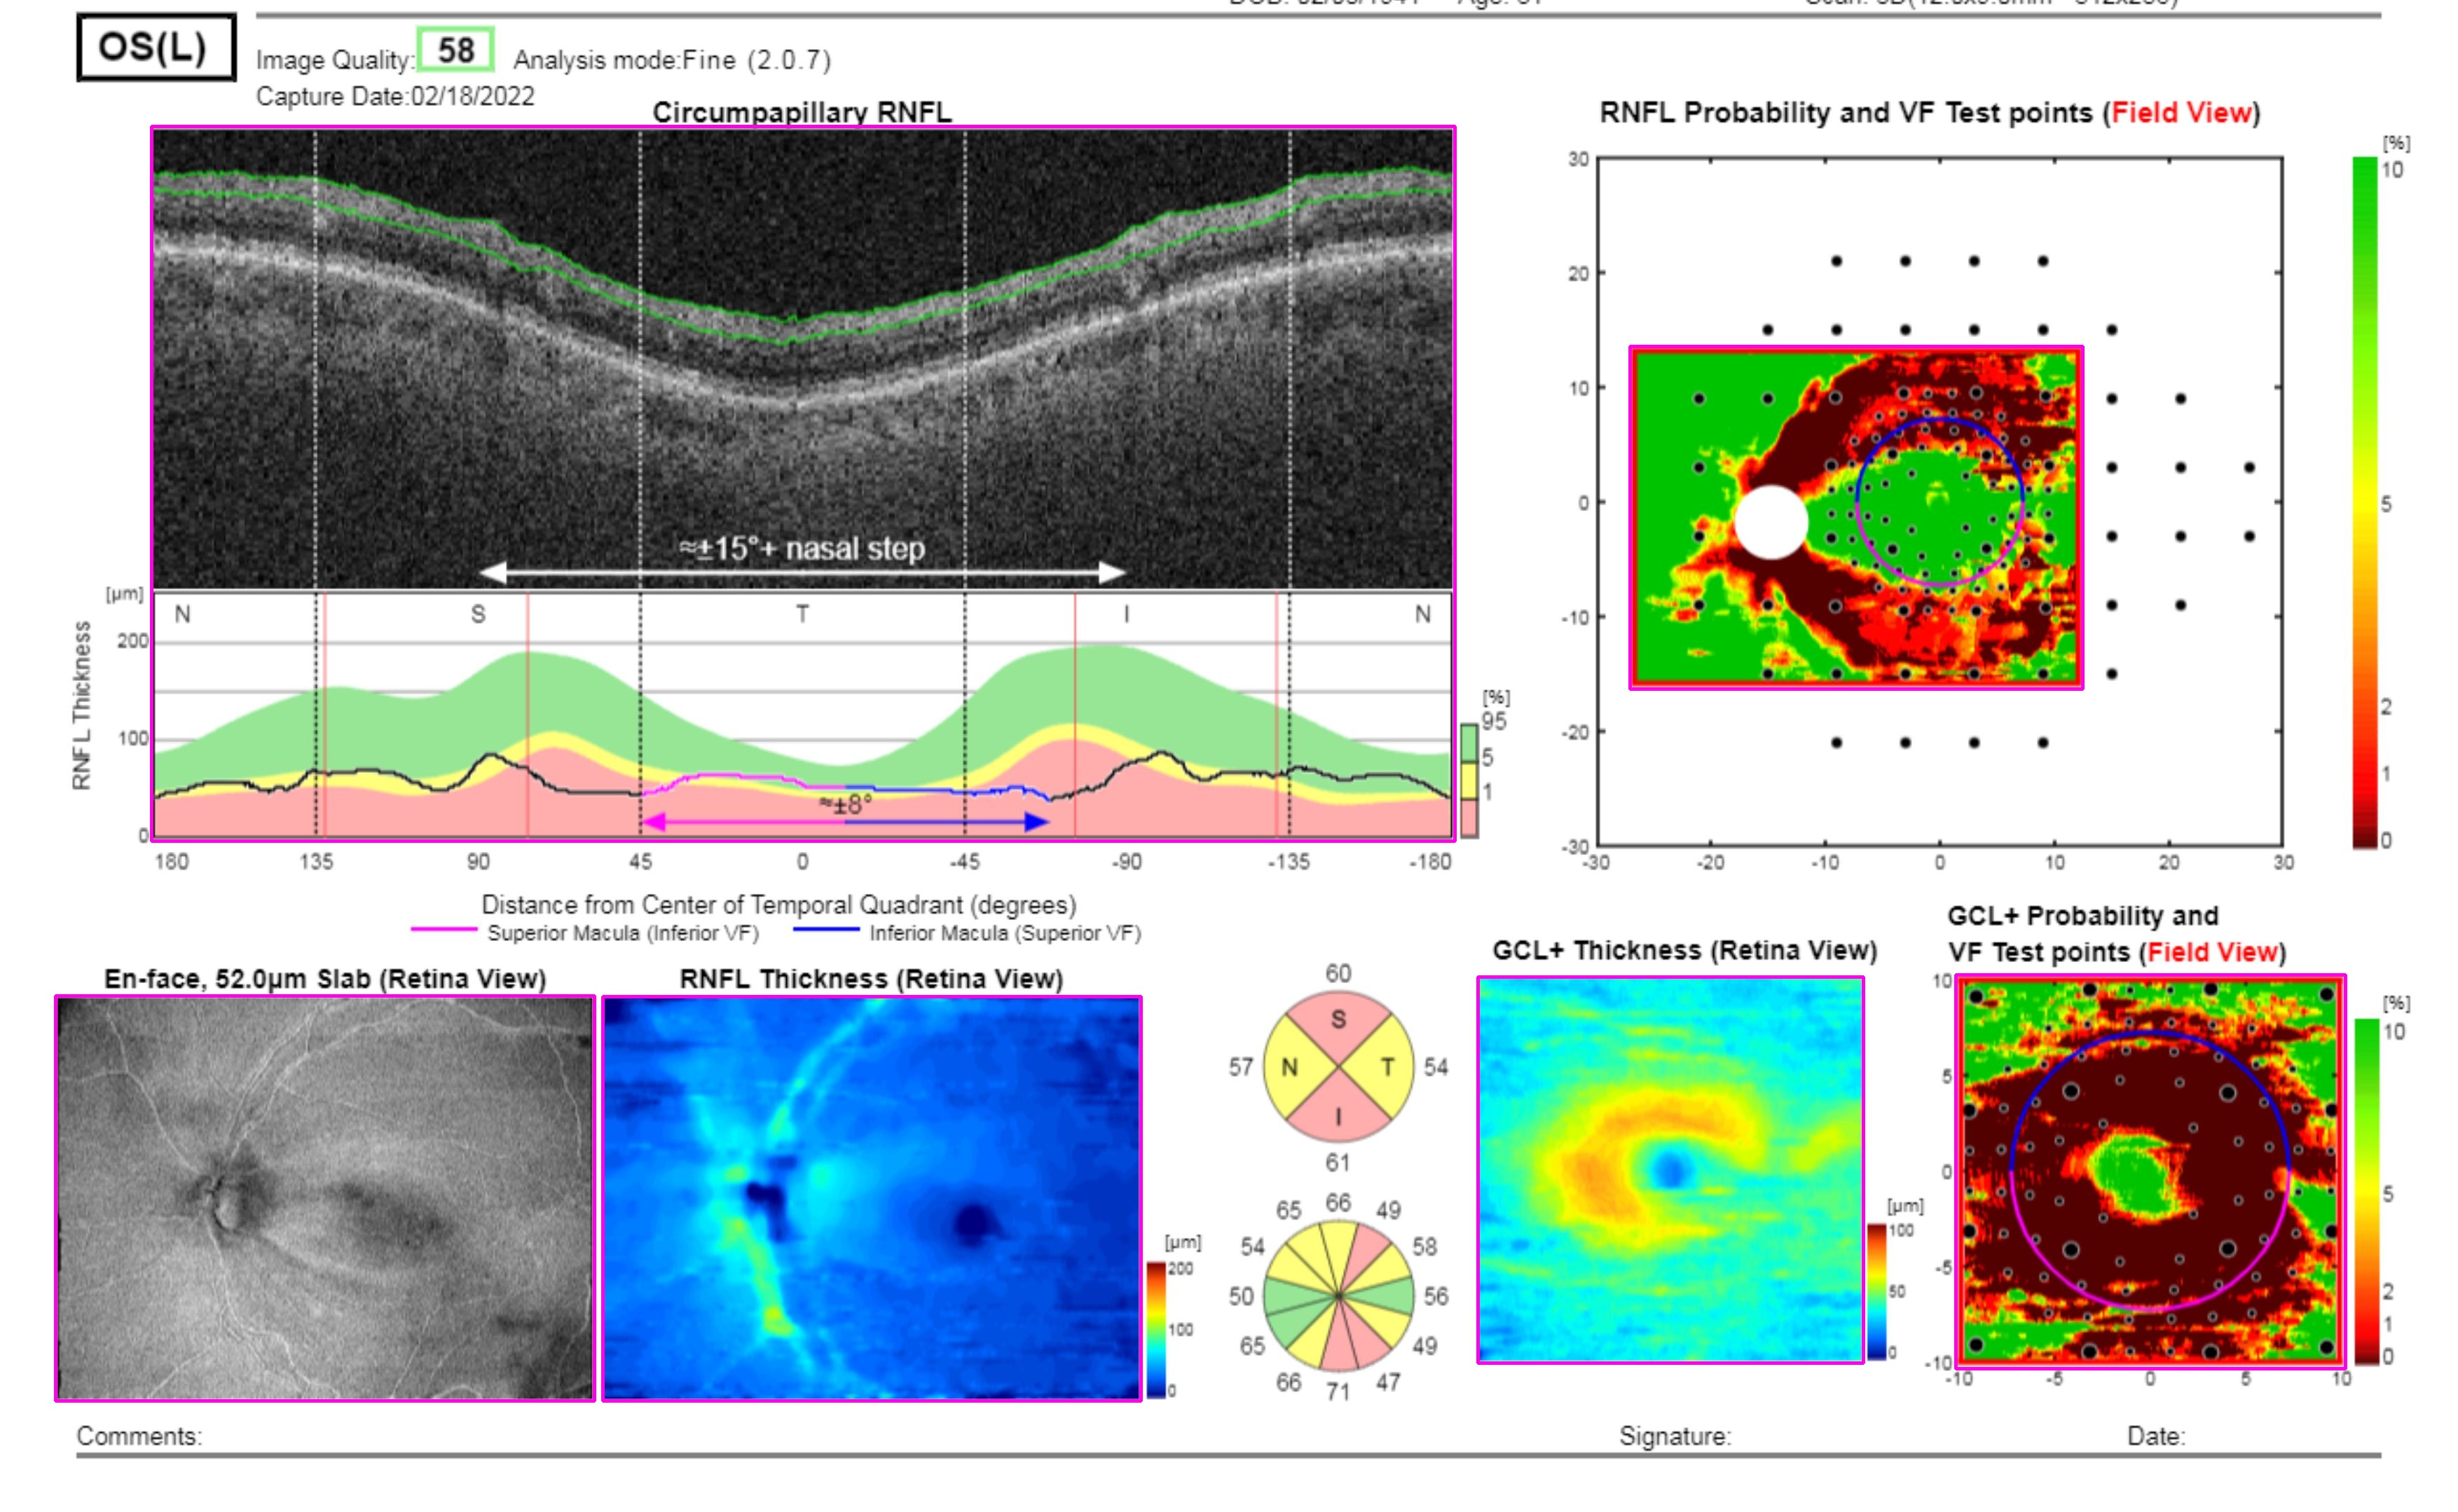 OS(L)
Image Quality: 58 Analysis mode:Fine (2.0.7)
Capture Date:02/18/2022
Circumpapillary RNFL
≈±15°+ nasal step
[µm]
N S T I N
RNFL Thickness
200
100
0
≈±8°
180 135 90 45 0 -45 -90 -135 -180
[%]
95
5
1
Distance from Center of Temporal Quadrant (degrees)
Superior Macula (Inferior VF) Inferior Macula (Superior VF)
RNFL Probability and VF Test points (Field View)
30
20
10
0
-10
-20
-30
-30 -20 -10 0 10 20 30
[%]
10
5
2
1
0
En-face, 52.0µm Slab (Retina View)
RNFL Thickness (Retina View)
[µm]
200
100
0
60
S
57 N T 54
I
61
65 66 49
54 58
50 56
65 49
66 71 47
GCL+ Thickness (Retina View)
[µm]
100
50
0
GCL+ Probability and
VF Test points (Field View)
10
5
0
-5
-10
-10 -5 0 5 10
[%]
10
5
2
1
0
Comments: Signature: Date: